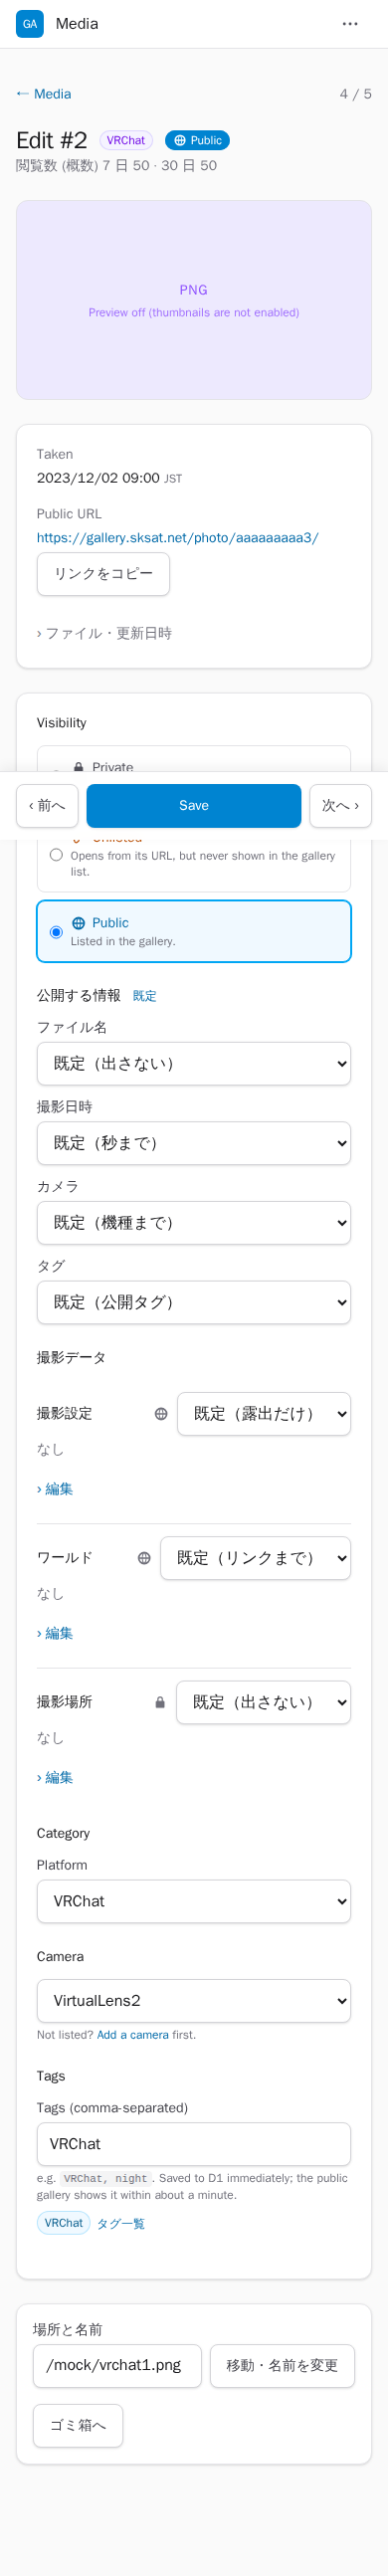 GA Media ...
← Media 4 / 5
Edit #2 VRChat Public
閲覧数 (概数) 7 日 50 · 30 日 50
PNG
Preview off (thumbnails are not enabled)
Taken
2023/12/02 09:00 JST
Public URL
https://gallery.sksat.net/photo/aaaaaaaaa3/
リンクをコピー
› ファイル・更新日時
Visibility
Private
‹ 前へ Save 次へ ›
Opens from its URL, but never shown in the gallery
list.
Public
Listed in the gallery.
公開する情報 既定
ファイル名
既定（出さない）
撮影日時
既定（秒まで）
カメラ
既定（機種まで）
タグ
既定（公開タグ）
撮影データ
撮影設定 既定（露出だけ）
なし
› 編集
ワールド 既定（リンクまで）
なし
› 編集
撮影場所 既定（出さない）
なし
› 編集
Category
Platform
VRChat
Camera
VirtualLens2
Not listed? Add a camera first.
Tags
Tags (comma-separated)
VRChat
e.g. VRChat, night. Saved to D1 immediately; the public
gallery shows it within about a minute.
VRChat タグ一覧
場所と名前
/mock/vrchat1.png 移動・名前を変更
ゴミ箱へ